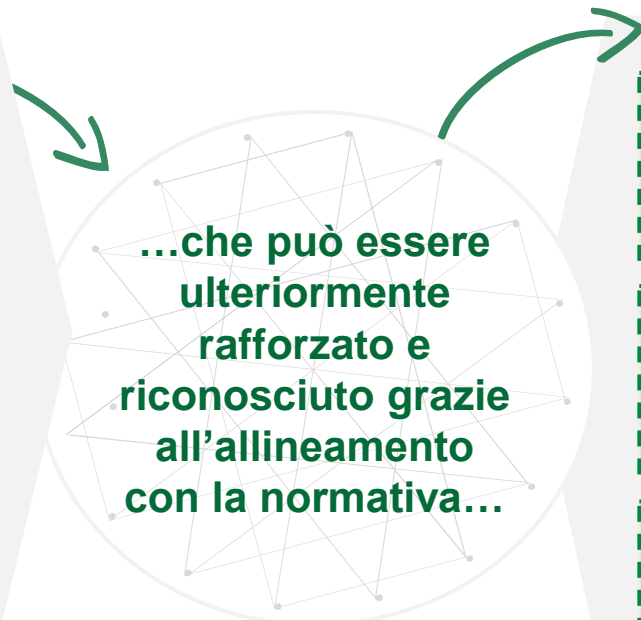 …che può essere
ulteriormente
rafforzato e
riconosciuto grazie
all’allineamento
con la normativa…